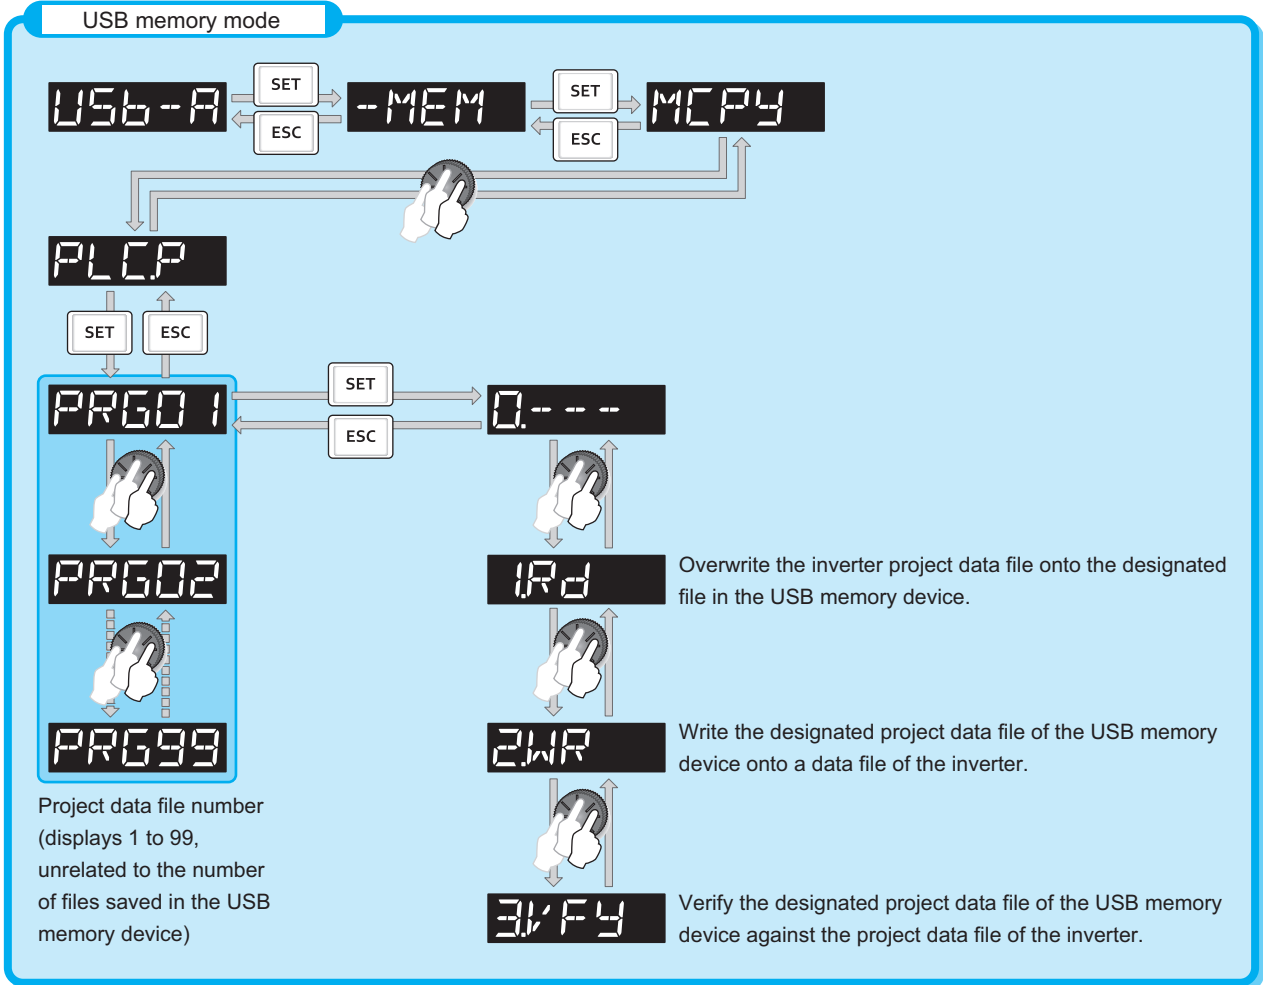 USB memory mode
USb-A
SET
ESC
-MEM
SET
ESC
MCPY
PLC.P
SET
ESC
PRG01
SET
ESC
0.---
PRG02
1.Rd
Overwrite the inverter project data file onto the designated
file in the USB memory device.
PRG99
2.WR
Write the designated project data file of the USB memory
device onto a data file of the inverter.
Project data file number
(displays 1 to 99,
unrelated to the number
of files saved in the USB
memory device)
3.VFY
Verify the designated project data file of the USB memory
device against the project data file of the inverter.